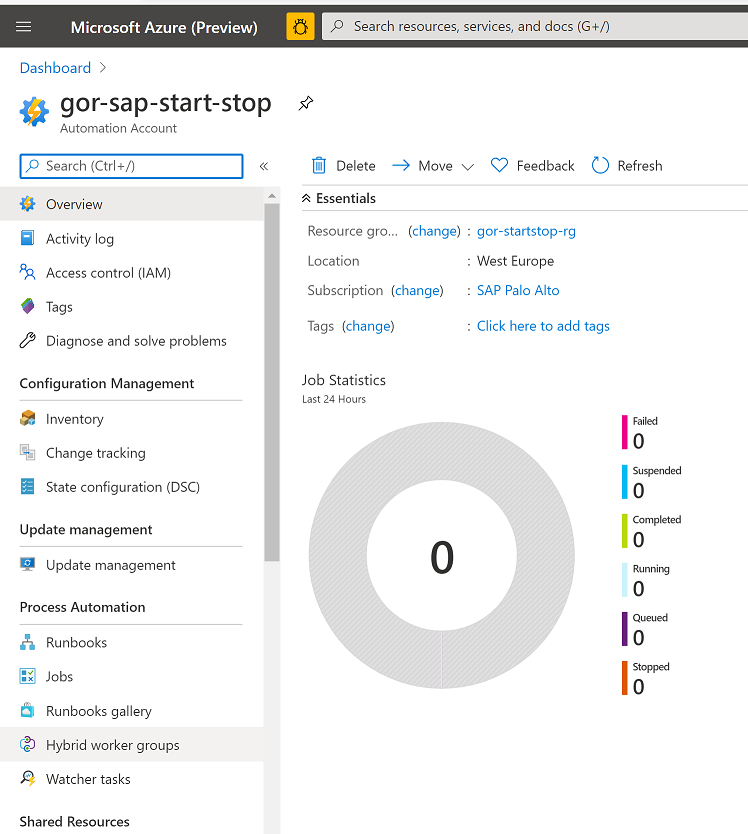 Microsoft Azure (Preview)
Search resources, services, and docs (G+/)
Dashboard
gor-sap-start-stop
Automation Account
Search (Ctrl+/)
Delete
Move
Feedback
Refresh
Overview
Activity log
Access control (IAM)
Tags
Diagnose and solve problems
Configuration Management
Inventory
Change tracking
State configuration (DSC)
Update management
Update management
Process Automation
Runbooks
Jobs
Runbooks gallery
Hybrid worker groups
Watcher tasks
Shared Resources
Essentials
Resource gro... (change) : gor-startstop-rg
Location : West Europe
Subscription (change) : SAP Palo Alto
Tags (change) : Click here to add tags
Job Statistics
Last 24 Hours
0
Failed
0
Suspended
0
Completed
0
Running
0
Queued
0
Stopped
0